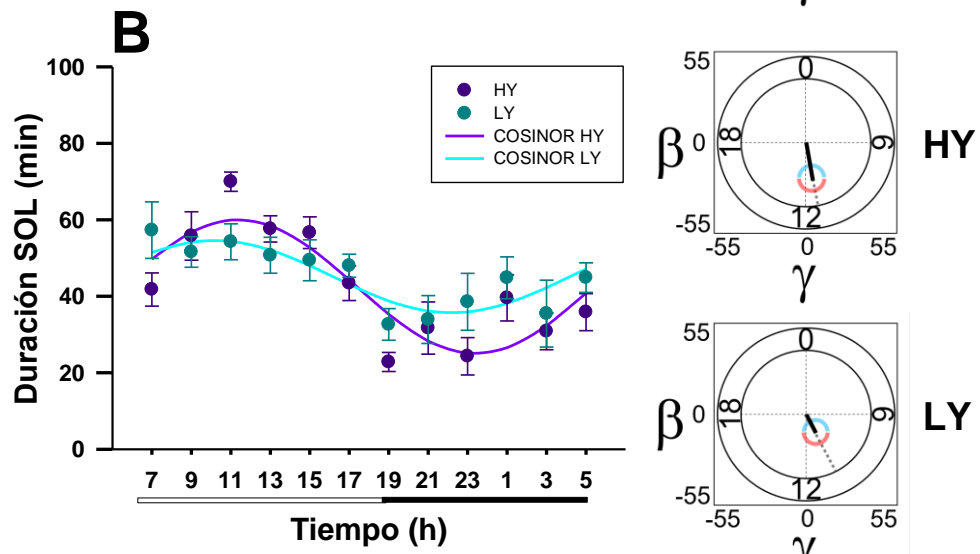 B
100
80
60
40
20
0
Duración SOL (min)
HY
LY
COSINOR HY
COSINOR LY
7 9 11 13 15 17 19 21 23 1 3 5
Tiempo (h)
55
0
β 0 18 6 HY
12
-55
-55 0 55
γ
55
0
β 0 18 6 LY
12
-55
-55 0 55
γ